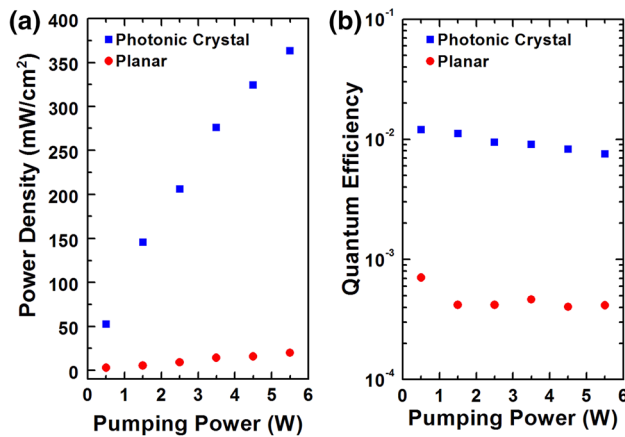 (a)
Photonic Crystal
Planar
Power Density (mW/cm²)
400
350
300
250
200
150
100
50
0
0 1 2 3 4 5 6
Pumping Power (W)
(b)
Photonic Crystal
Planar
Quantum Efficiency
10⁻¹
10⁻²
10⁻³
10⁻⁴
0 1 2 3 4 5 6
Pumping Power (W)